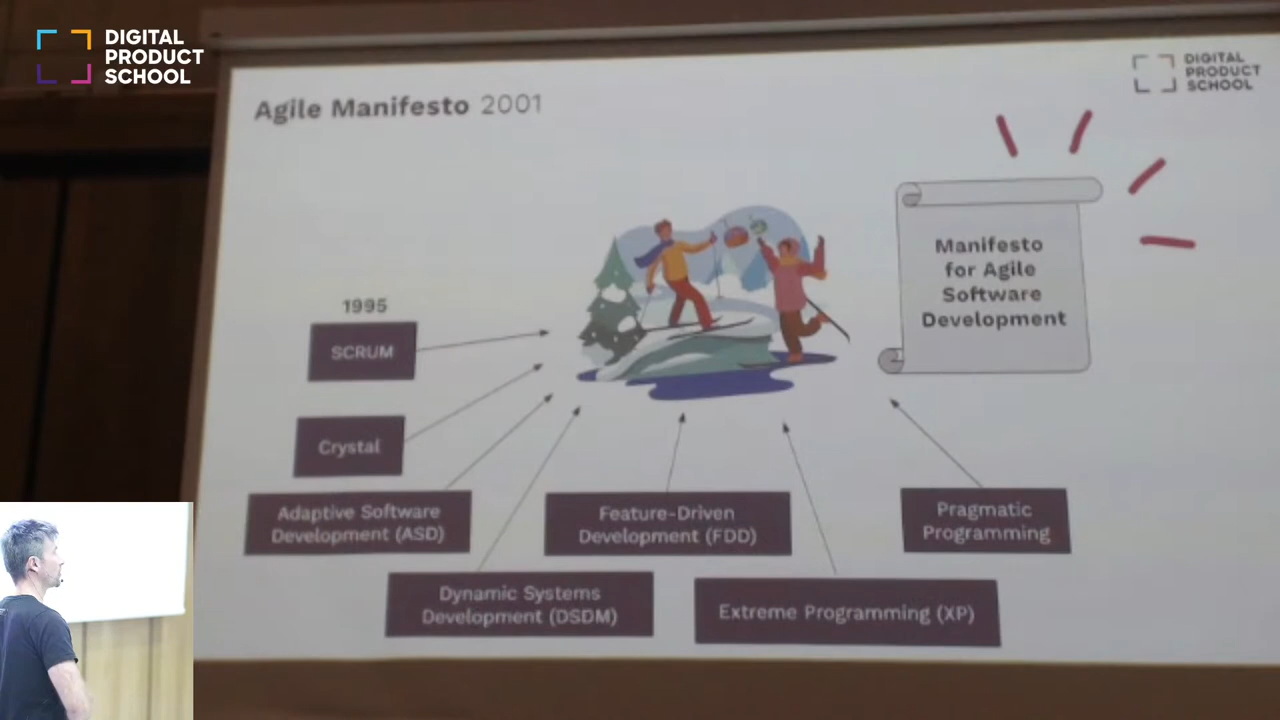 DIGITAL
PRODUCT
SCHOOL
DIGITAL
PRODUCT
SCHOOL
Agile Manifesto 2001
Manifesto
for Agile
Software
Development
1995
SCRUM
Crystal
Adaptive Software
Development (ASD)
Feature-Driven
Development (FDD)
Pragmatic
Programming
Dynamic Systems
Development (DSDM)
Extreme Programming (XP)